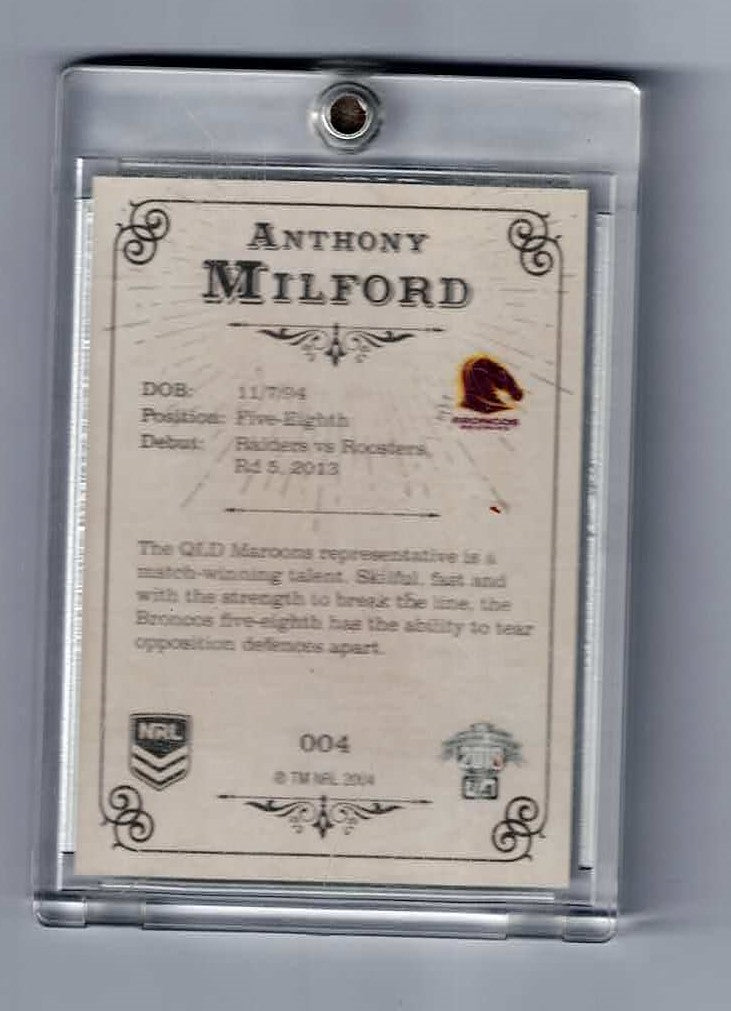 ANTHONY
MILFORD
DOB: 11/7/94
Position: Five-Eighth
Debut: Raiders vs Roosters,
Rd 5, 2013
BRONCOS
The QLD Maroons representative is a
match-winning talent. Skilful, fast and
with the strength to break the line, the
Broncos five-eighth has the ability to tear
opposition defences apart.
NRL
004
© TM NRL 2004